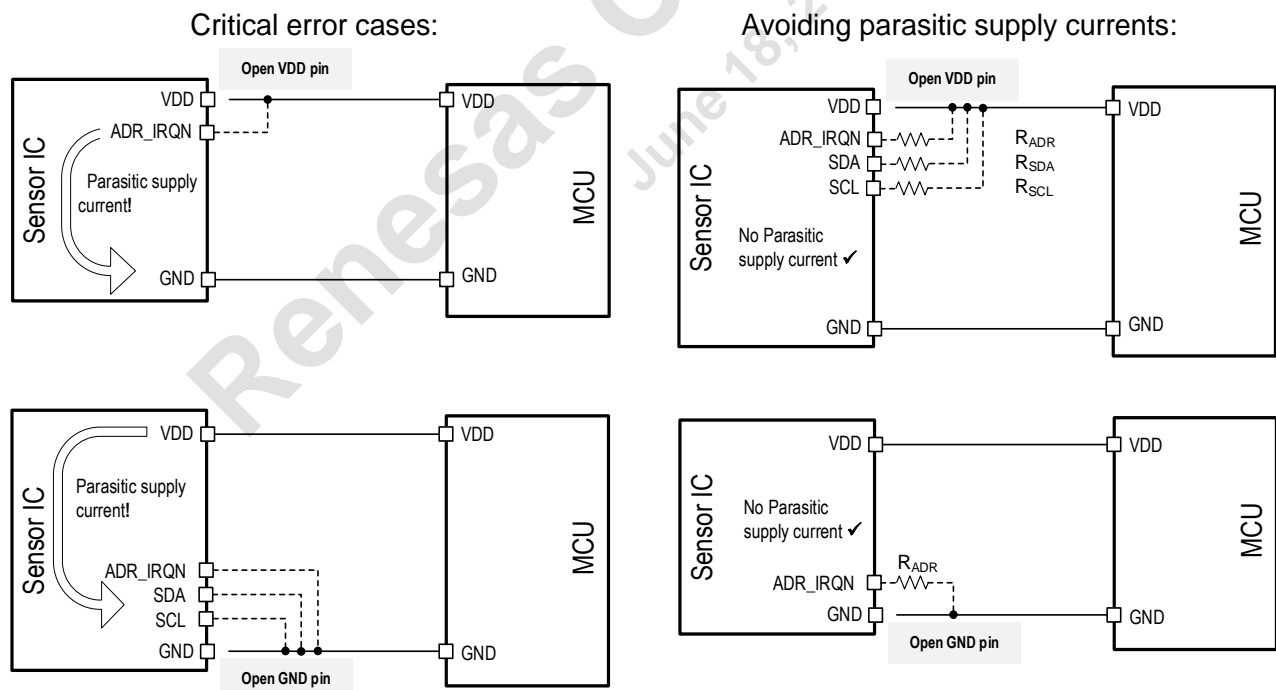 Critical error cases:
Open VDD pin
VDD
ADR_IRQN
Sensor IC
Parasitic supply
current!
GND
VDD
MCU
GND
Avoiding parasitic supply currents:
Open VDD pin
VDD
ADR_IRQN
SDA
SCL
RADR
RSDA
RSCL
Sensor IC
No Parasitic
supply current ✓
GND
VDD
MCU
GND
VDD
Sensor IC
Parasitic supply
current!
ADR_IRQN
SDA
SCL
GND
Open GND pin
VDD
MCU
GND
VDD
Sensor IC
No Parasitic
supply current ✓
RADR
ADR_IRQN
GND
Open GND pin
VDD
MCU
GND
Renesas
June 18,